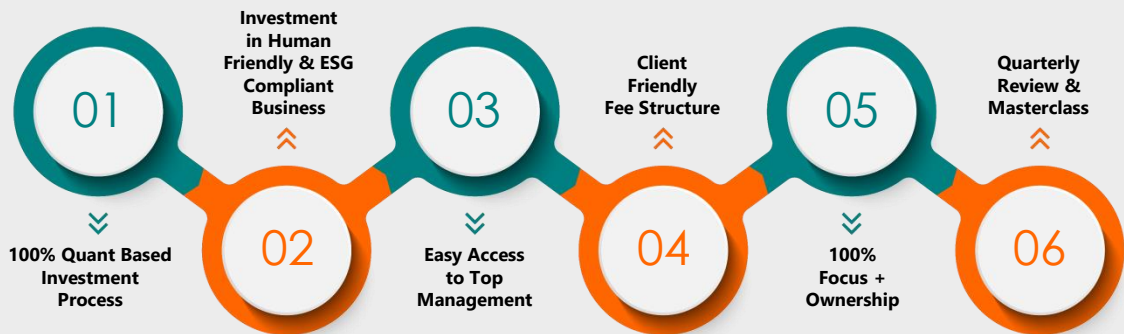 01
100% Quant Based
Investment
Process
Investment
in Human
Friendly & ESG
Compliant
Business
02
03
Easy Access
to Top
Management
Client
Friendly
Fee Structure
04
05
100%
Focus +
Ownership
Quarterly
Review &
Masterclass
06